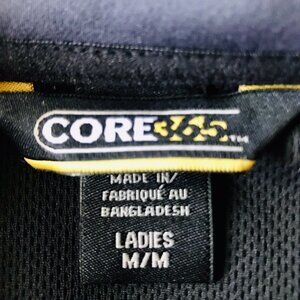 CORE365™
MADE IN/
FABRIQUÉ AU
BANGLADESH
LADIES
M/M